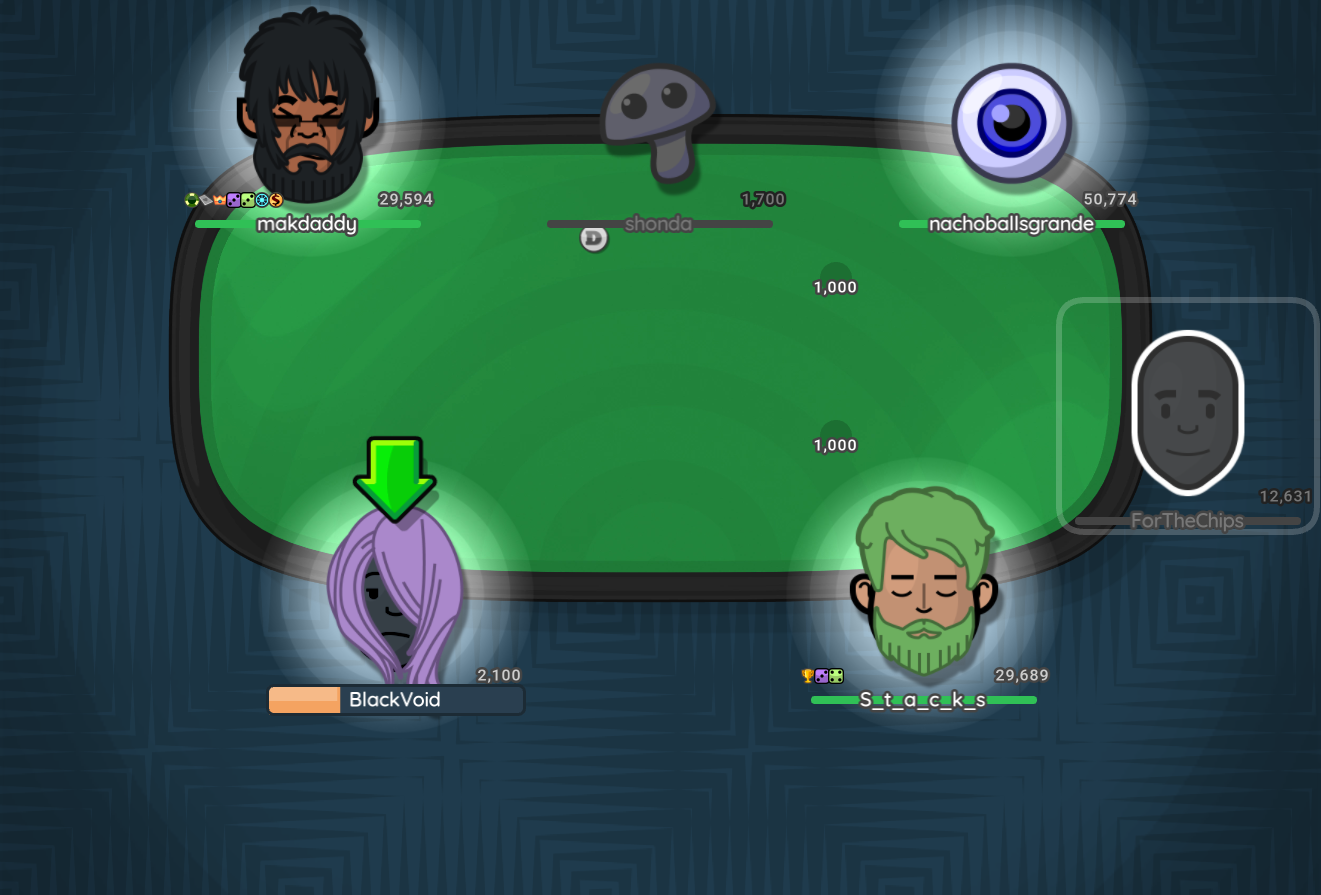 29,594
makdaddy
1,700
shonda
D
50,774
nachoballsgrande
1,000
1,000
12,631
ForTheChips
2,100
BlackVoid
29,689
S_t_a_c_k_s